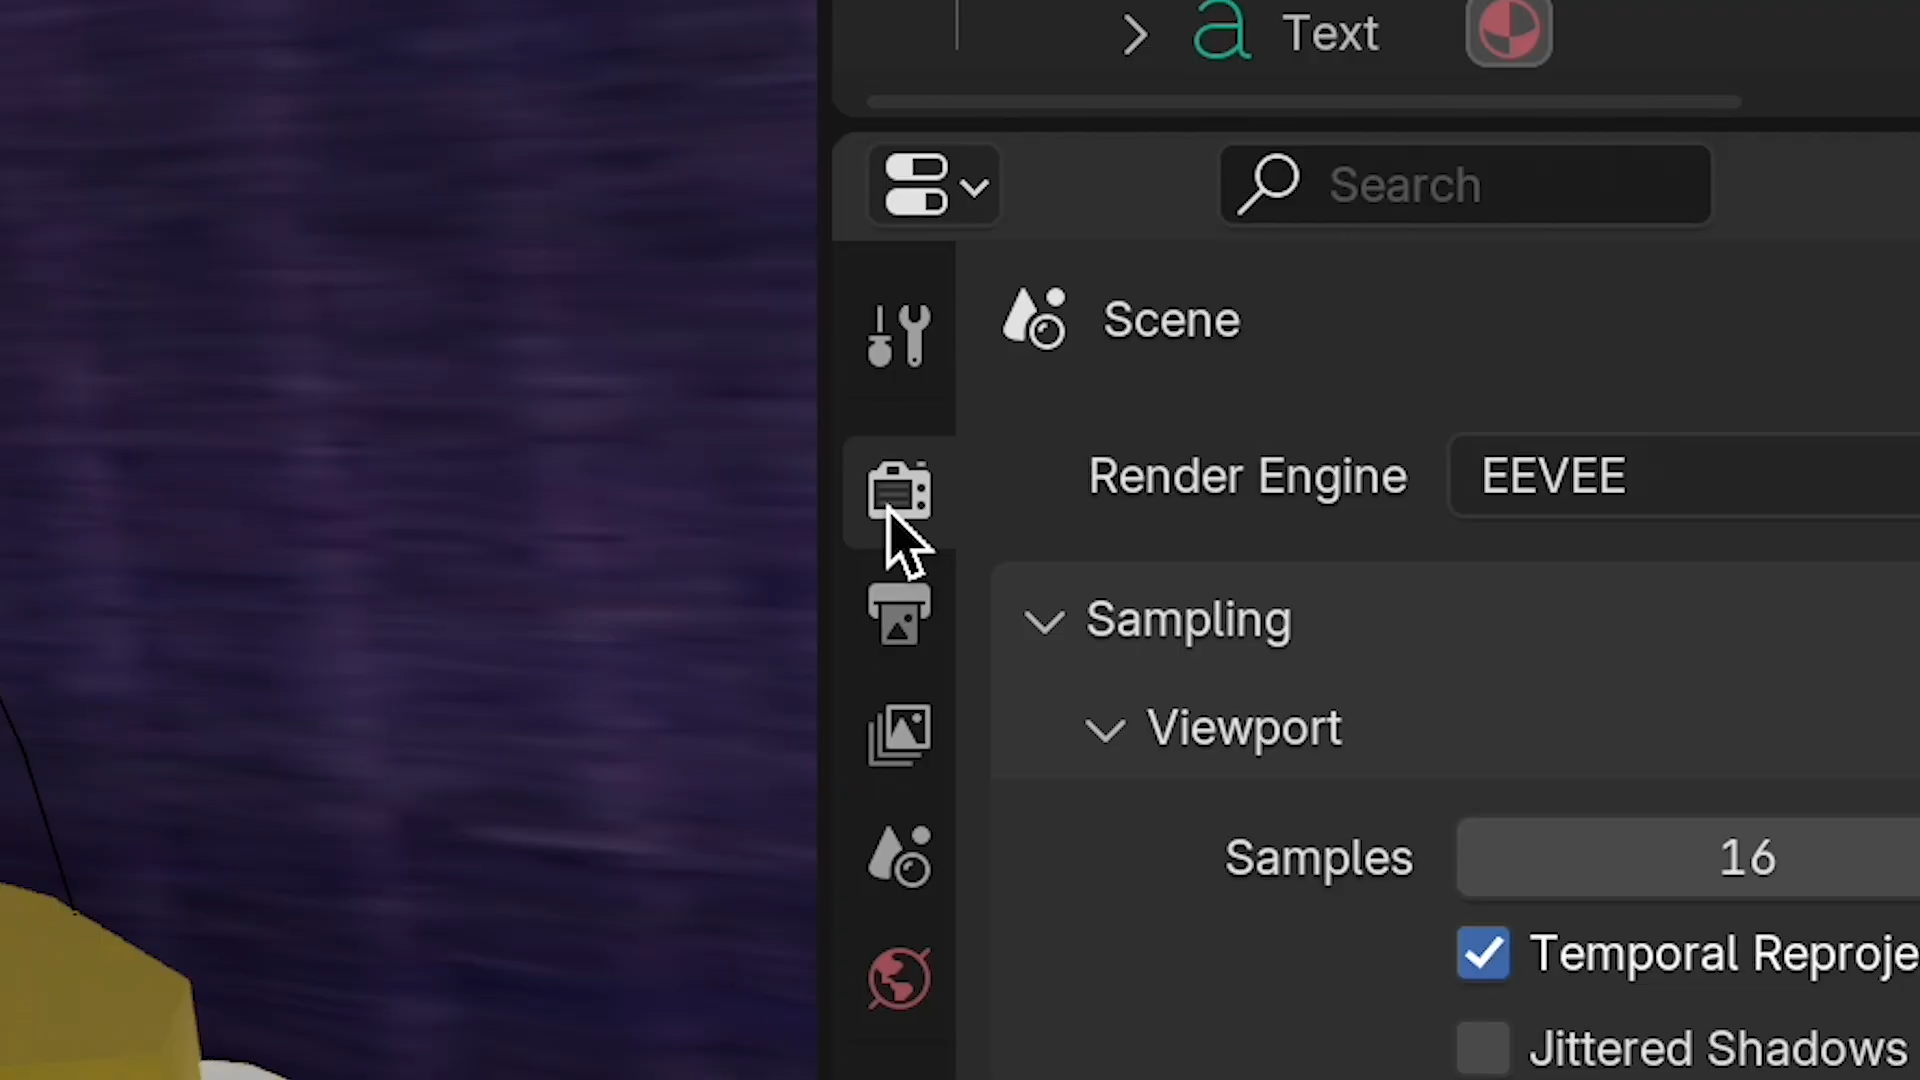 Text
Search
Scene
Render Engine EEVEE
Sampling
Viewport
Samples 16
Temporal Reproje
Jittered Shadows